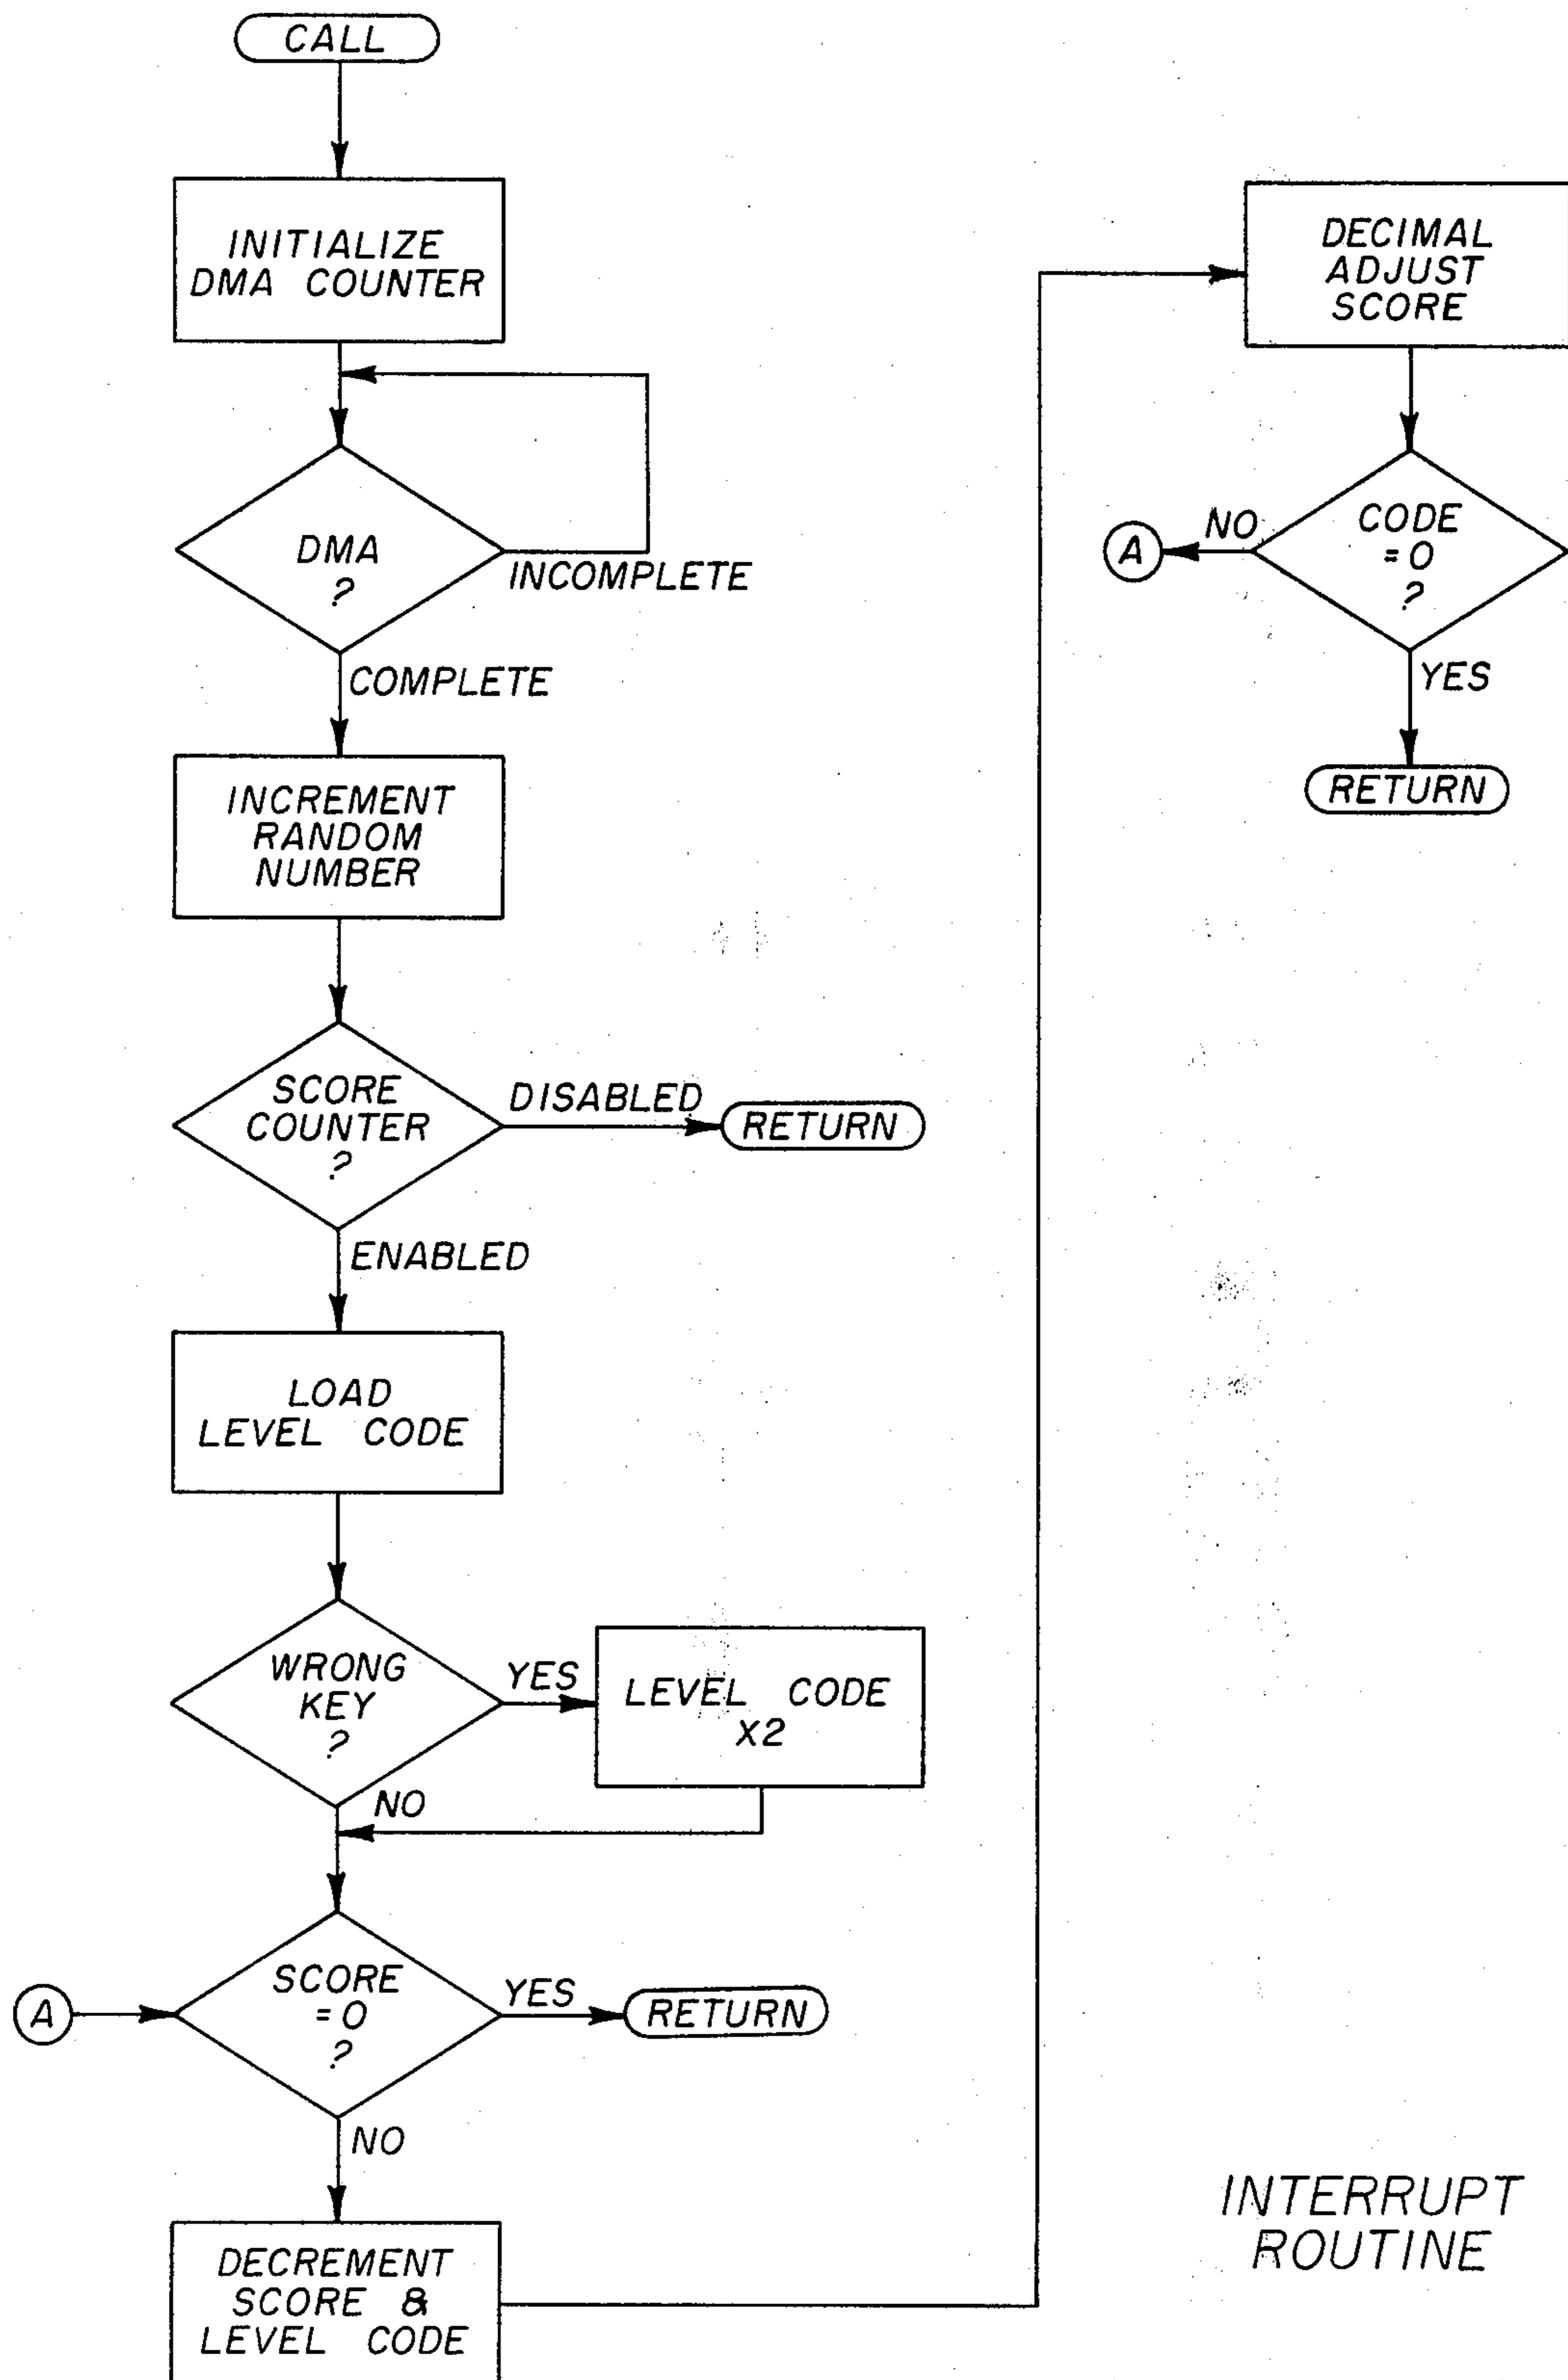 CALL
INITIALIZE
DMA COUNTER
DMA
?
INCOMPLETE
COMPLETE
INCREMENT
RANDOM
NUMBER
SCORE
COUNTER
?
DISABLED
RETURN
ENABLED
LOAD
LEVEL CODE
WRONG
KEY
?
YES
LEVEL CODE
X2
NO
A
SCORE
=0
?
YES
RETURN
NO
DECREMENT
SCORE &
LEVEL CODE
DECIMAL
ADJUST
SCORE
CODE
=0
?
NO
A
YES
RETURN
INTERRUPT
ROUTINE